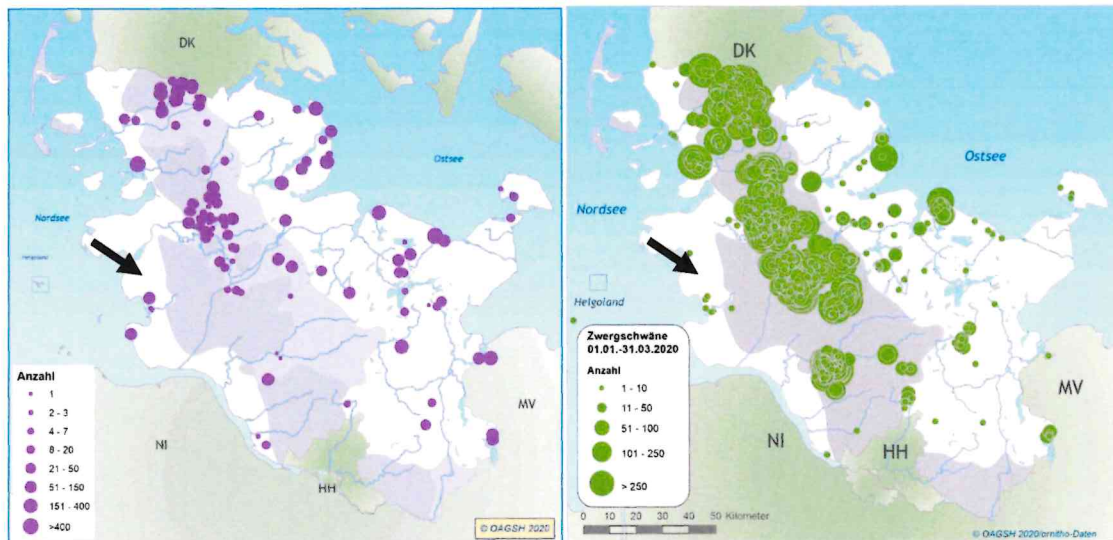 DK
Ostsee
Nordsee
Helgoland
Anzahl
1
2 - 3
4 - 7
8 - 20
21 - 50
51 - 150
151 - 400
>400
NI
HH
MV
© OAGSH 2020
DK
Ostsee
Nordsee
Helgoland
Zwergschwäne
01.01.-31.03.2020
Anzahl
1 - 10
11 - 50
51 - 100
101 - 250
> 250
NI
HH
MV
0 10 20 30 40 50 Kilometer
© OAGSH 2020/ornitho-Daten